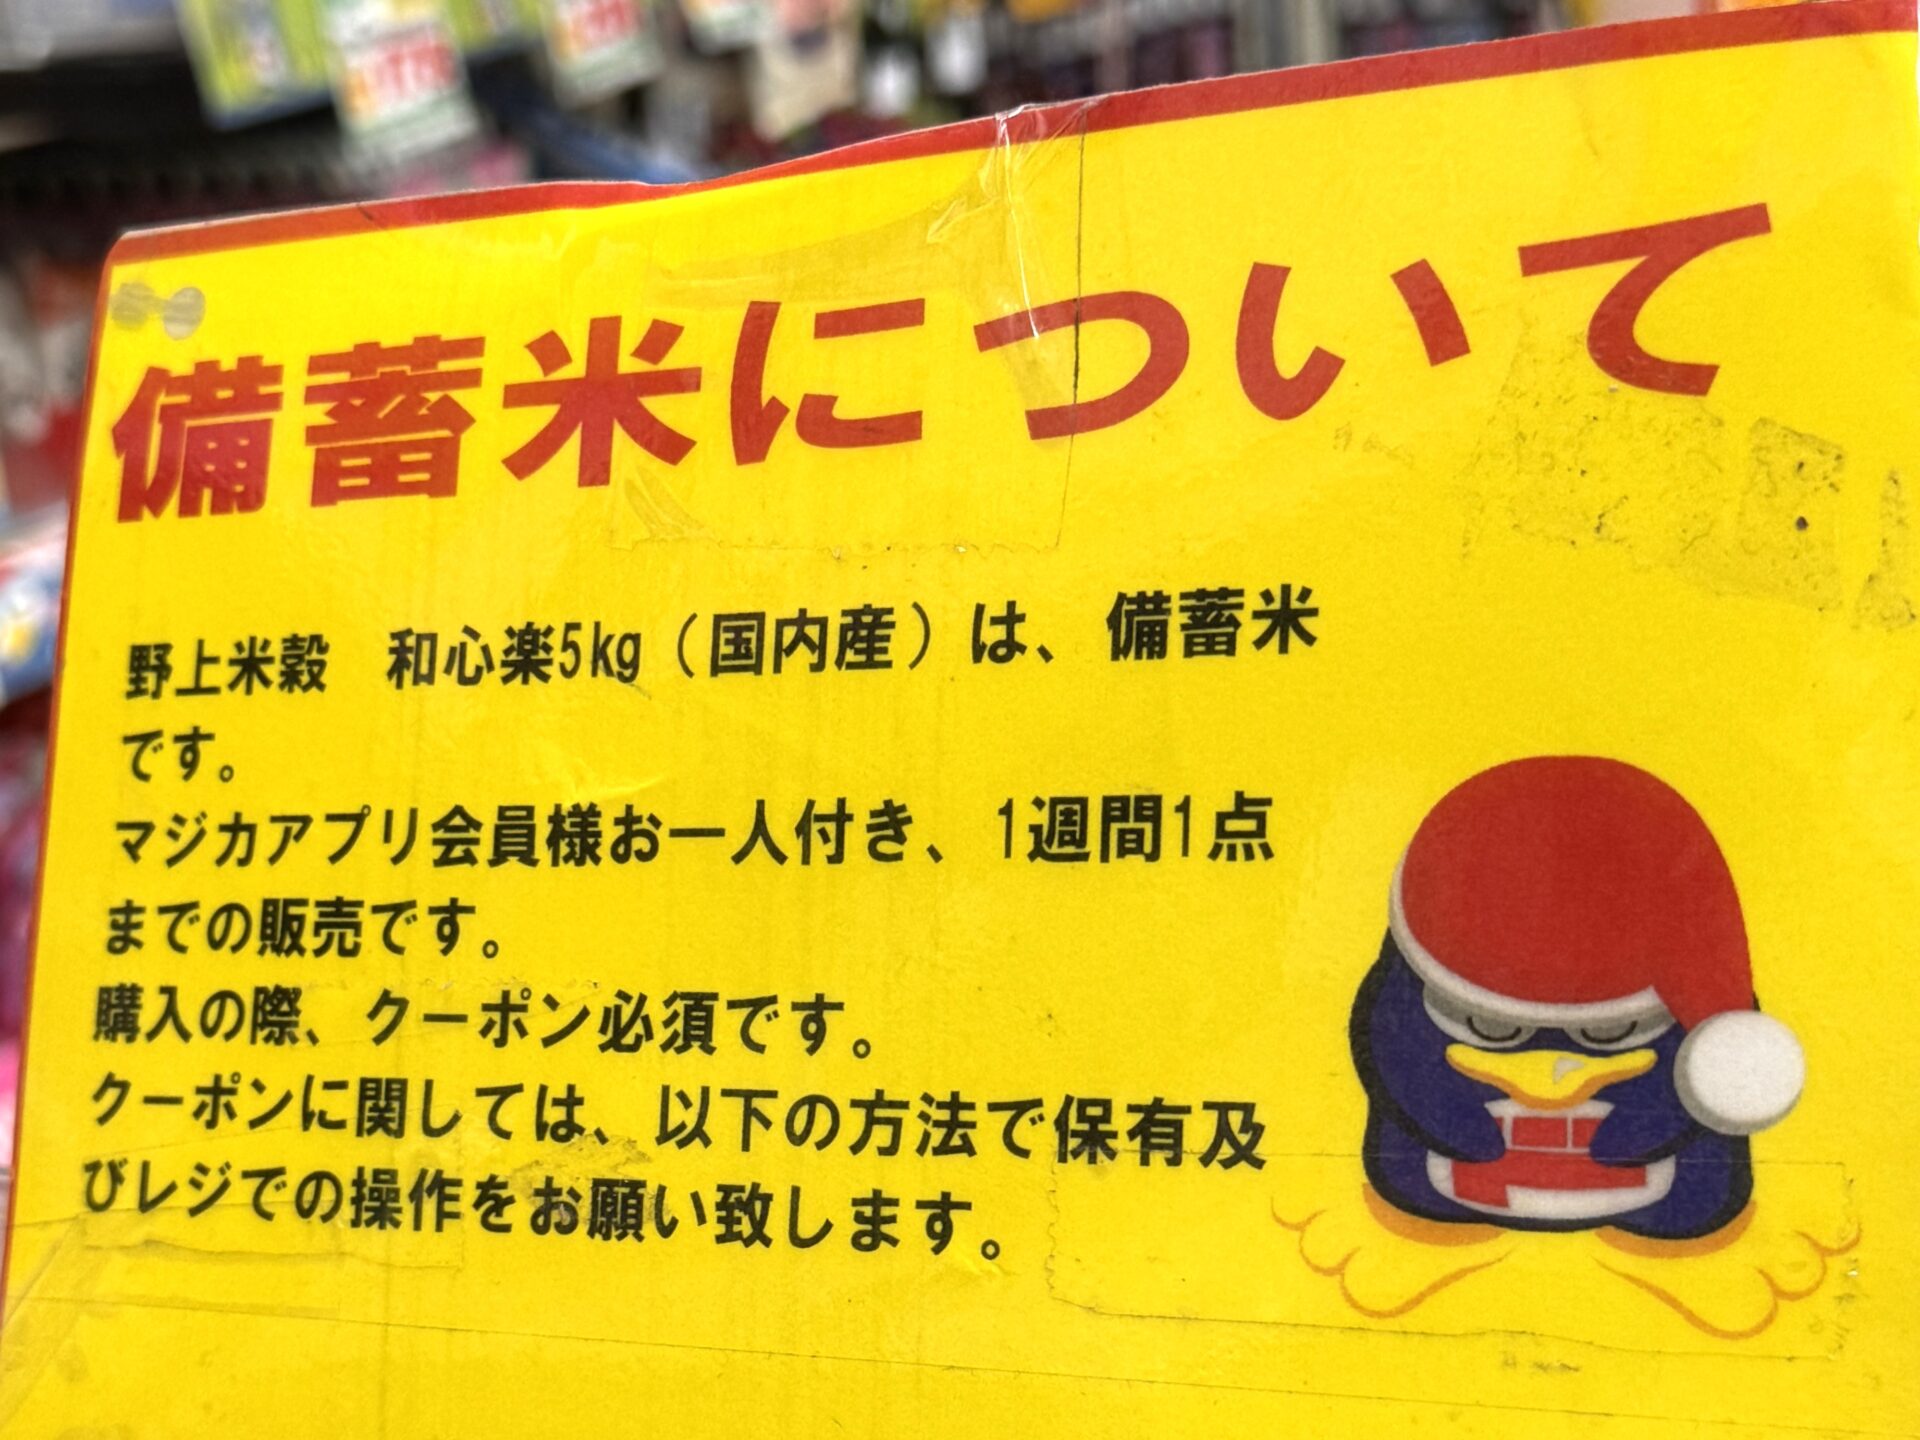 備蓄米について
野上米穀　和心楽5kg（国内産）は、備蓄米
です。
マジカアプリ会員様お一人付き、1週間1点
までの販売です。
購入の際、クーポン必須です。
クーポンに関しては、以下の方法で保有及
びレジでの操作をお願い致します。